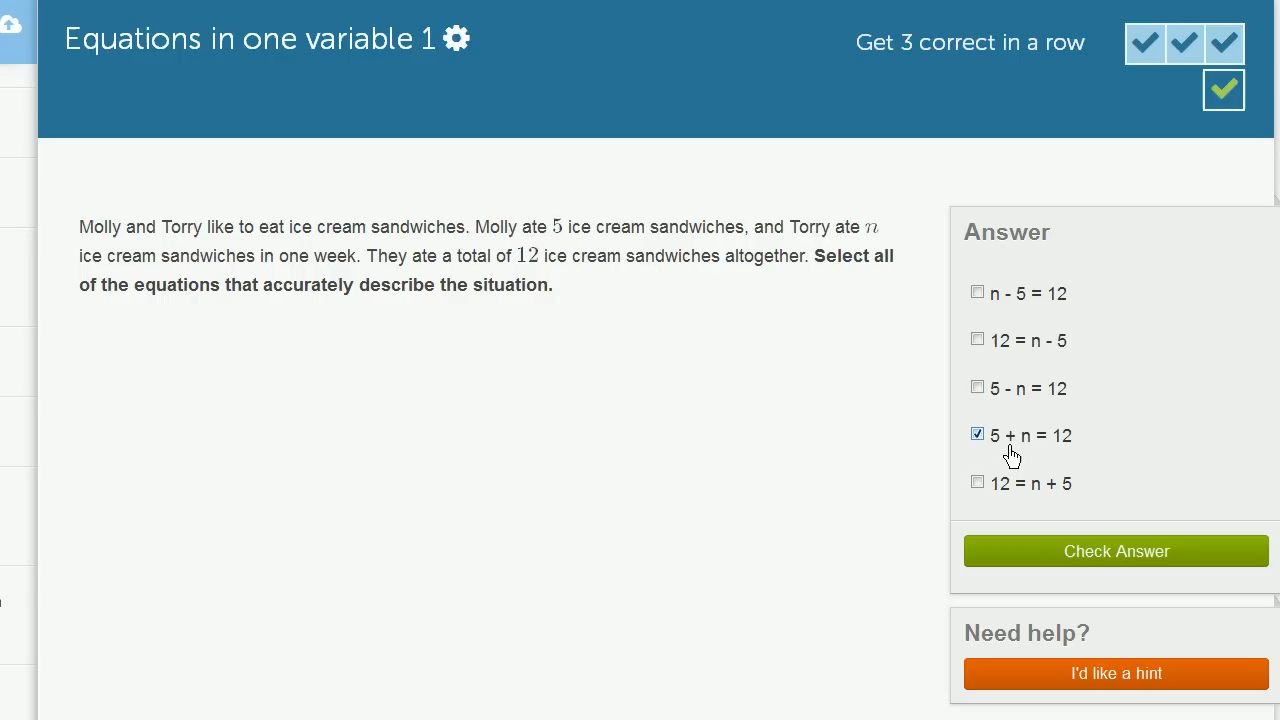 Equations in one variable 1
Get 3 correct in a row
Molly and Torry like to eat ice cream sandwiches. Molly ate 5 ice cream sandwiches, and Torry ate n
ice cream sandwiches in one week. They ate a total of 12 ice cream sandwiches altogether. Select all
of the equations that accurately describe the situation.
Answer
n - 5 = 12
12 = n - 5
5 - n = 12
5 + n = 12
12 = n + 5
Check Answer
Need help?
I'd like a hint